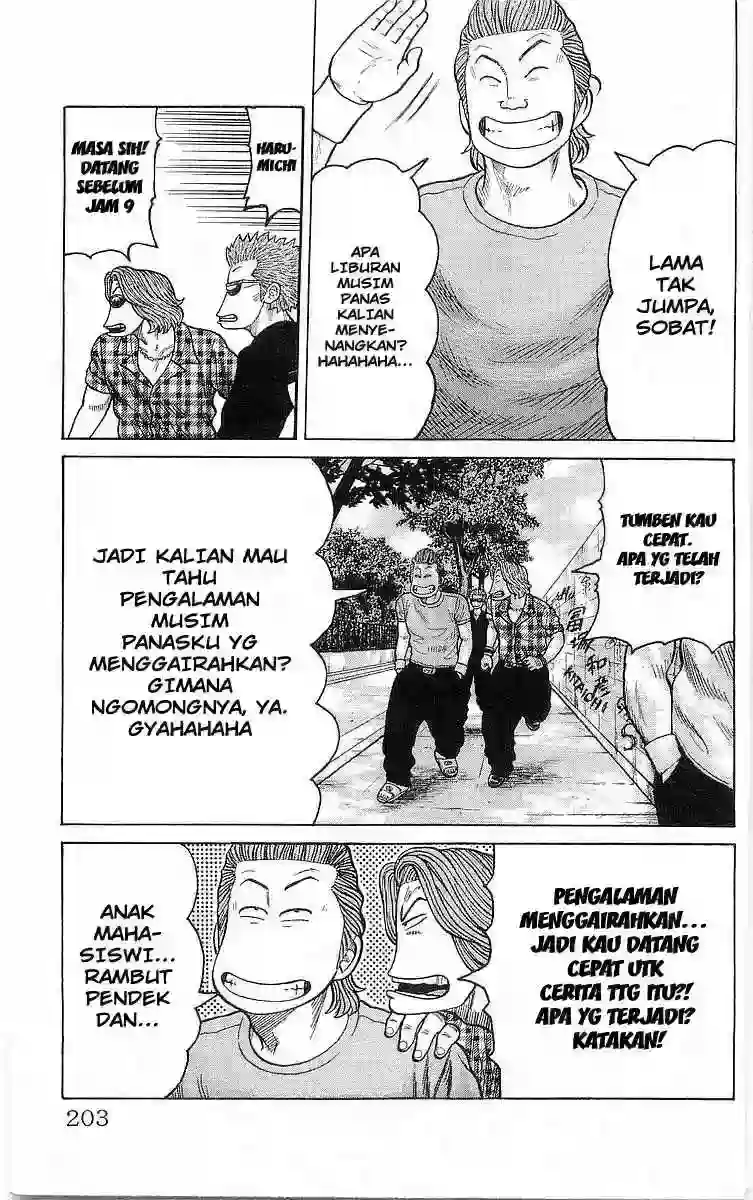 LAMA
TAK
JUMPA,
SOBAT!
APA
LIBURAN
MUSIM
PANAS
KALIAN
MENYE-
NANGKAN?
HAHAHAHA...
HARU-
MICHI
MASA SIH!
DATANG
SEBELUM
JAM 9
TUMBEN KAU
CEPAT.
APA YG TELAH
TERJADI?
JADI KALIAN MAU
TAHU
PENGALAMAN
MUSIM
PANASKU YG
MENGGAIRAHKAN?
GIMANA
NGOMONGNYA, YA.
GYAHAHAHA
PENGALAMAN
MENGGAIRAHKAN...
JADI KAU DATANG
CEPAT UTK
CERITA TTG ITU?!
APA YG TERJADI?
KATAKAN!
ANAK
MAHA-
SISWI...
RAMBUT
PENDEK
DAN...
203